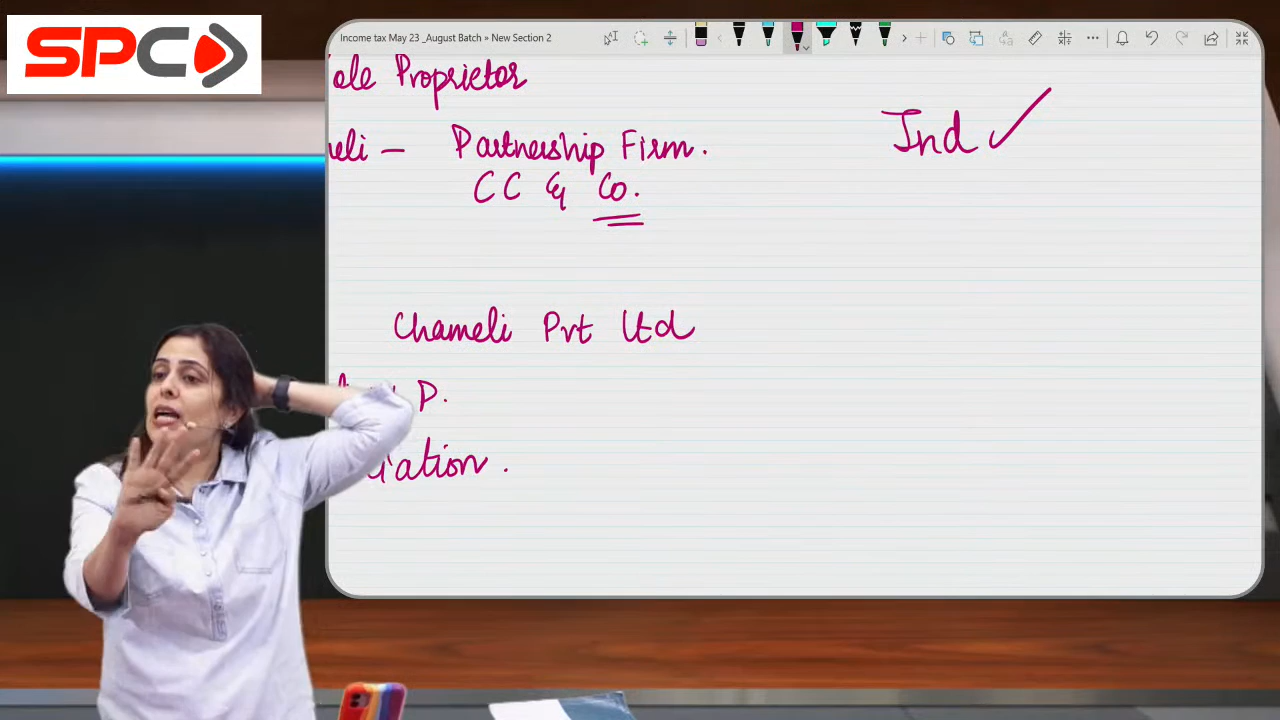 SPC
Income tax May 23 _August Batch » New Section 2
ole Proprietor
eli – Partnership Firm.
CC & Co.
Ind ✓
Chameli Pvt Ltd
P.
iation.